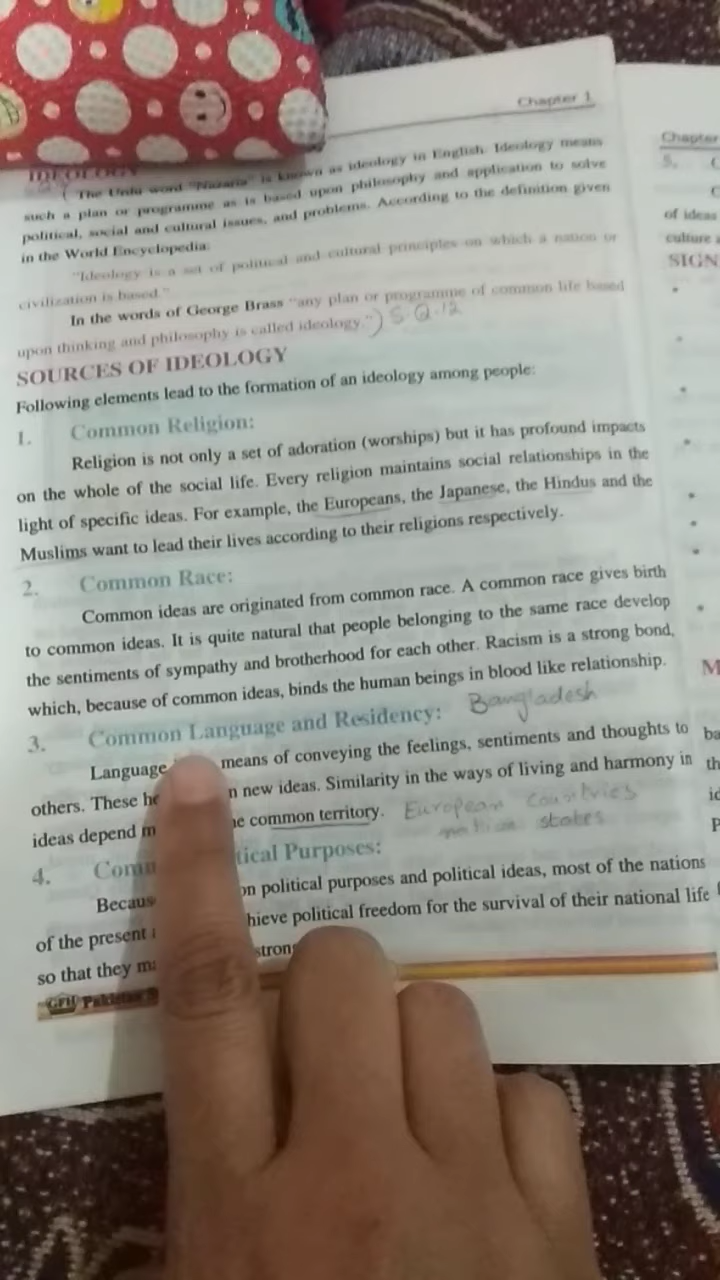 Chapter 1
IDEOLOGY
(The Urdu word "Nazaria" is known as ideology in English. Ideology means
such a plan or programme as is based upon philosophy and application to solve
political, social and cultural issues, and problems. According to the definition given
in the World Encyclopedia:
"Ideology is a set of political and cultural principles on which a nation or
civilization is based."
In the words of George Brass "any plan or programme of common life based
upon thinking and philosophy is called ideology.") S.Q.12
SOURCES OF IDEOLOGY
Following elements lead to the formation of an ideology among people:
1. Common Religion:
Religion is not only a set of adoration (worships) but it has profound impacts
on the whole of the social life. Every religion maintains social relationships in the
light of specific ideas. For example, the Europeans, the Japanese, the Hindus and the
Muslims want to lead their lives according to their religions respectively.
2. Common Race:
Common ideas are originated from common race. A common race gives birth
to common ideas. It is quite natural that people belonging to the same race develop
the sentiments of sympathy and brotherhood for each other. Racism is a strong bond,
which, because of common ideas, binds the human beings in blood like relationship.
3. Common Language and Residency: Bangladesh
Language means of conveying the feelings, sentiments and thoughts to
others. These new ideas. Similarity in the ways of living and harmony in
ideas depend common territory. European Countries
nation states
4. Purposes:
political purposes and political ideas, most of the nations
of the present political freedom for the survival of their national life
so that they
GFH Pakistan
Chapter
5.
of ideas
culture
SIGN
M